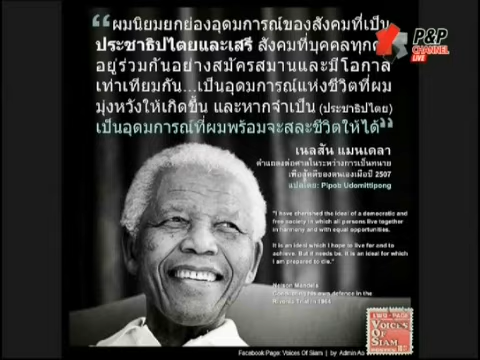 “ผมนิยมยกย่องอุดมการณ์ของสังคมที่เป็น
ประชาธิปไตยและเสรี สังคมที่บุคคลทุก
อยู่ร่วมกันอย่างสมัครสมานและมีโอกาส
เท่าเทียมกัน...เป็นอุดมการณ์แห่งชีวิตที่ผม
มุ่งหวังให้เกิดขึ้น และหากจำเป็น (ประชาธิปไตย)
เป็นอุดมการณ์ที่ผมพร้อมจะสละชีวิตให้ได้”
P&P
CHANNEL
LIVE
เนลสัน แมนเดลา
คำแถลงต่อศาลในระหว่างการเป็นทนาย
เพื่อสู้คดีของตนเองเมื่อปี 2507
แปลโดย: Pipob Udomittipong
"I have cherished the ideal of a democratic and
free society in which all persons live together
in harmony and with equal opportunities.
It is an ideal which I hope to live for and to
achieve. But if needs be, it is an ideal for which
I am prepared to die."
Nelson Mandela
own defence in the
Rivonia Trial in 1964
VOICES
OF
SIAM
Facebook Page: Voices Of Siam | by Admin Ao